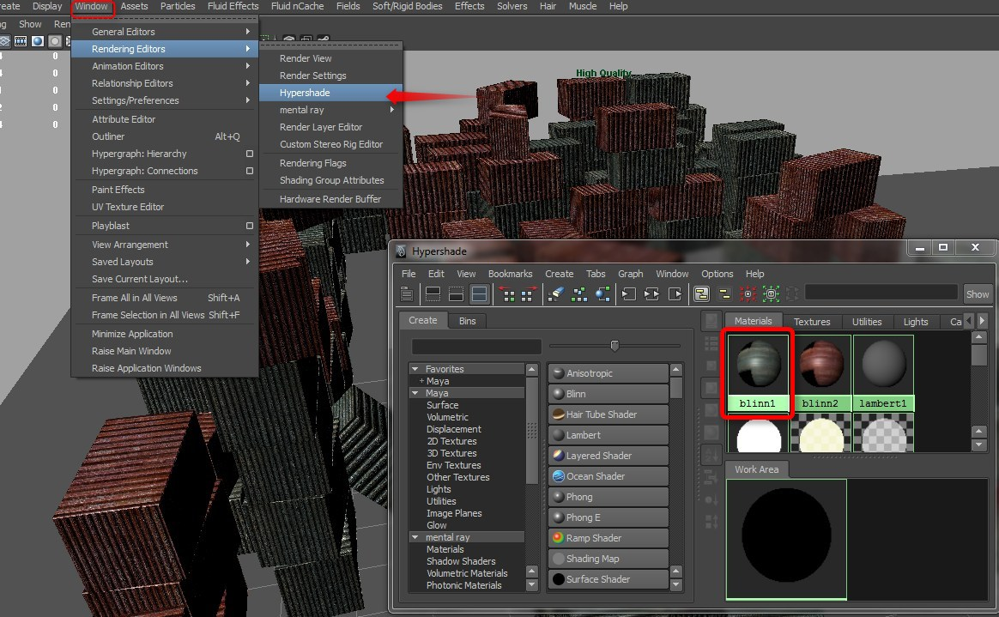 Display Window Assets Particles Fluid Effects Fluid nCache Fields Soft/Rigid Bodies Effects Solvers Hair Muscle Help
Show
0
0
0
0
0
General Editors
Rendering Editors
Animation Editors
Relationship Editors
Settings/Preferences
Attribute Editor
Outliner Alt+Q
Hypergraph: Hierarchy
Hypergraph: Connections
Paint Effects
UV Texture Editor
Playblast
View Arrangement
Saved Layouts
Save Current Layout...
Frame All in All Views Shift+A
Frame Selection in All Views Shift+F
Minimize Application
Raise Main Window
Raise Application Windows
Render View
Render Settings
Hypershade
mental ray
Render Layer Editor
Custom Stereo Rig Editor
Rendering Flags
Shading Group Attributes
Hardware Render Buffer
High Quality
Hypershade
File Edit View Bookmarks Create Tabs Graph Window Options Help
Show
Create Bins
Favorites
+ Maya
Maya
Surface
Volumetric
Displacement
2D Textures
3D Textures
Env Textures
Other Textures
Lights
Utilities
Image Planes
Glow
mental ray
Materials
Shadow Shaders
Volumetric Materials
Photonic Materials
Anisotropic
Blinn
Hair Tube Shader
Lambert
Layered Shader
Ocean Shader
Phong
Phong E
Ramp Shader
Shading Map
Surface Shader
Materials Textures Utilities Lights Ca
blinn1 blinn2 lambert1
Work Area